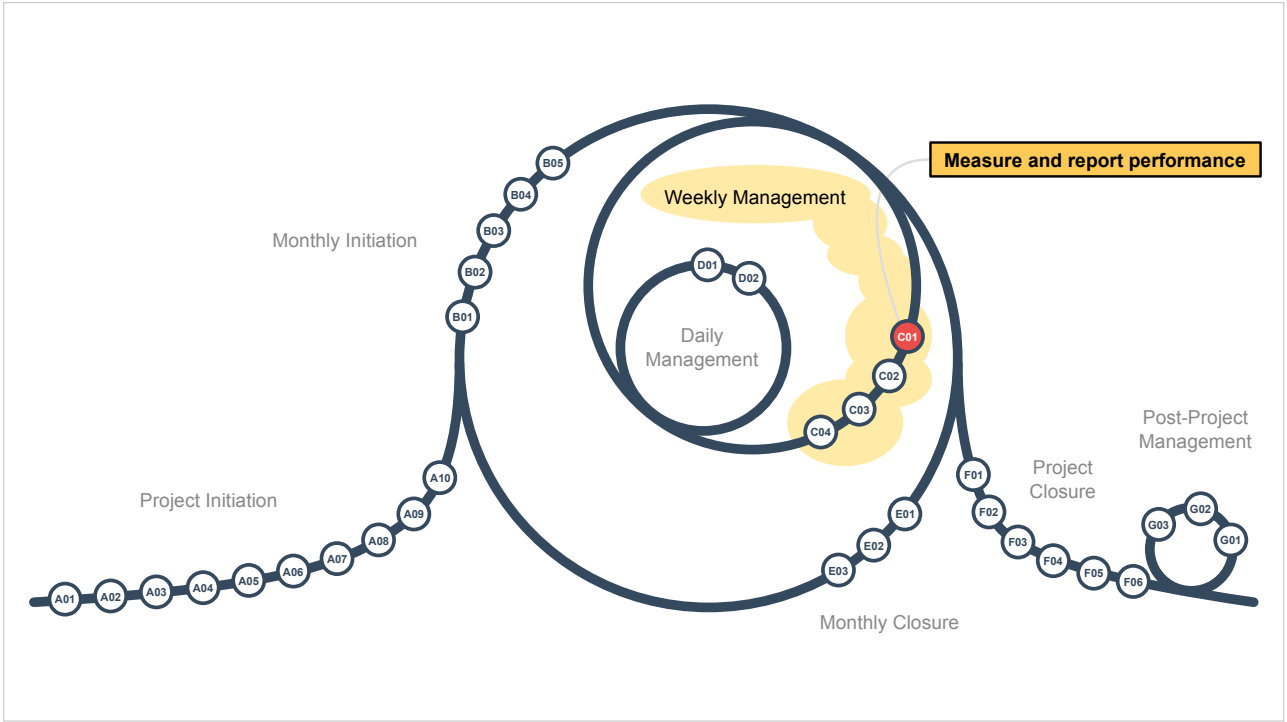 Measure and report performance
Weekly Management
Monthly Initiation
Daily
Management
Post-Project
Management
Project
Closure
Project Initiation
Monthly Closure
A01
A02
A03
A04
A05
A06
A07
A08
A09
A10
B01
B02
B03
B04
B05
C01
C02
C03
C04
D01
D02
E01
E02
E03
F01
F02
F03
F04
F05
F06
G01
G02
G03